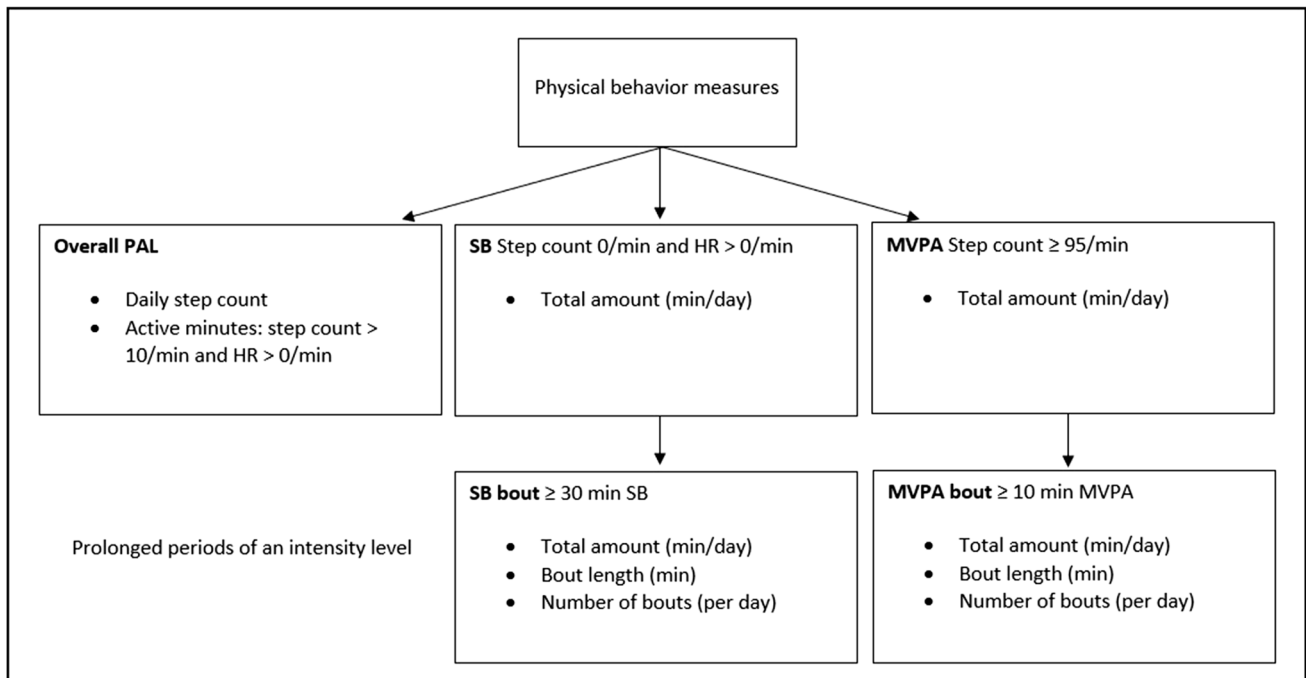 Physical behavior measures
Overall PAL
• Daily step count
• Active minutes: step count >
10/min and HR > 0/min
SB Step count 0/min and HR > 0/min
• Total amount (min/day)
MVPA Step count ≥ 95/min
• Total amount (min/day)
Prolonged periods of an intensity level
SB bout ≥ 30 min SB
• Total amount (min/day)
• Bout length (min)
• Number of bouts (per day)
MVPA bout ≥ 10 min MVPA
• Total amount (min/day)
• Bout length (min)
• Number of bouts (per day)